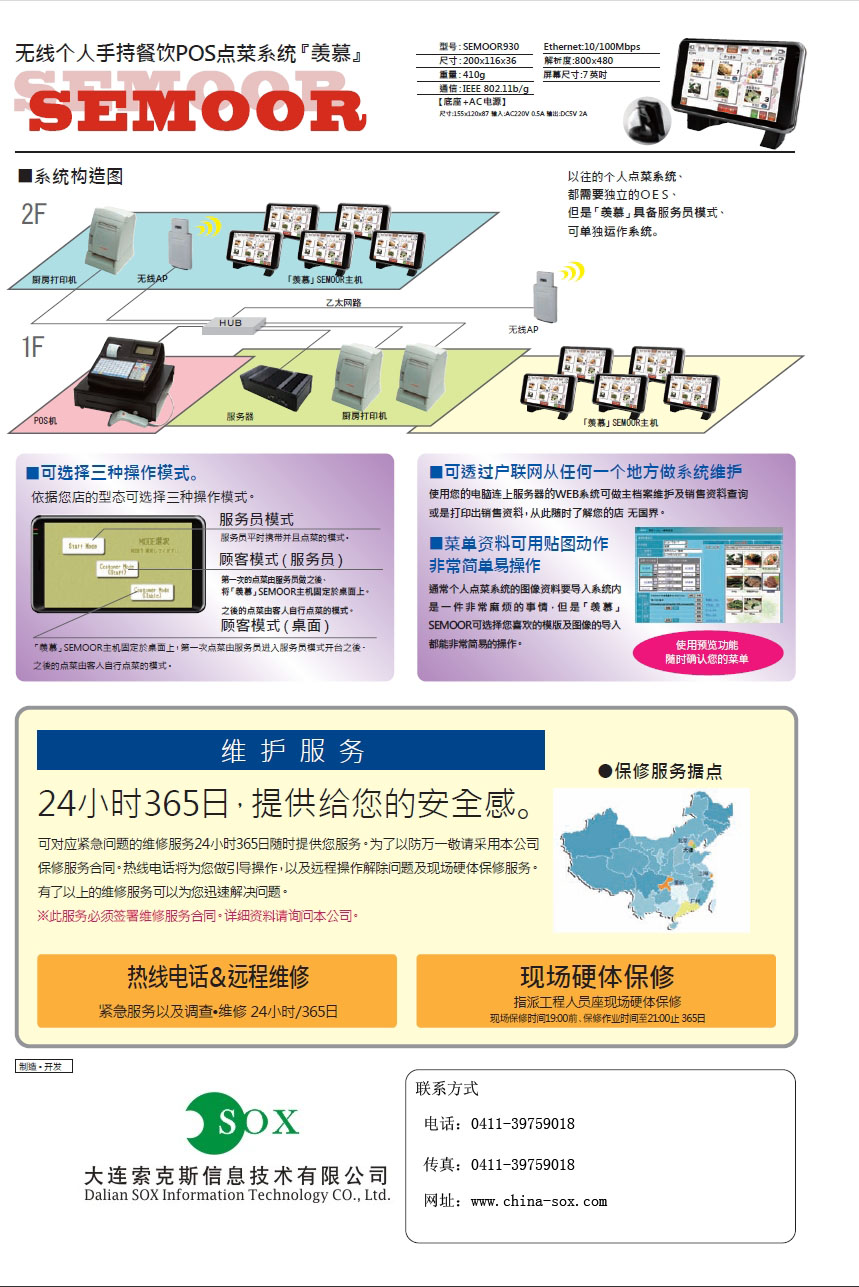 无线个人手持餐饮POS点菜系统『羡慕』
SEMOOR
型号:SEMOOR930
尺寸:200x116x36
重量:410g
通信:IEEE 802.11b/g
【底座+AC电源】
尺寸:155x120x87 输入:AC220V 0.5A 输出:DC5V 2A
Ethernet:10/100Mbps
解析度:800x480
屏幕尺寸:7英吋
■系统构造图
以往的个人点菜系统、
都需要独立的OES、
但是「羡慕」具备服务员模式、
可单独运作系统。
2F
厨房打印机
无线AP
「羡慕」SEMOOR主机
乙太网路
HUB
无线AP
1F
POS机
服务器
厨房打印机
「羡慕」SEMOOR主机
■可选择三种操作模式。
依据您店的型态可选择三种操作模式。
Start Mode
MODE選択
Customer Mode
(Start)
Customer Mode
(Table)
服务员模式
服务员平时携带并且点菜的模式。
顾客模式(服务员)
第一次的点菜由服务员做之後、
将「羡慕」SEMOOR主机固定於桌面上。
之後的点菜由客人自行点菜的模式。
顾客模式(桌面)
「羡慕」SEMOOR主机固定於桌面上,第一次点菜由服务员进入服务员模式开台之後、
之後的点菜由客人自行点菜的模式。
■可透过户联网从任何一个地方做系统维护
使用您的电脑连上服务器的WEB系统可做主档案维护及销售资料查询
或是打印出销售资料,从此随时了解您的店 无国界。
■菜单资料可用贴图动作
非常简单易操作
通常个人点菜系统的图像资料要导入系统内
是一件非常麻烦的事情,但是「羡慕」
SEMOOR可选择您喜欢的模版及图像的导入
都能非常简易的操作。
使用预览功能
随时确认您的菜单
维护服务
24小时365日,提供给您的安全感。
可对应紧急问题的维修服务24小时365日随时提供您服务。为了以防万一敬请采用本公司
保修服务合同。热线电话将为您做引导操作,以及远程操作解除问题及现场硬体保修服务。
有了以上的维修服务可以为您迅速解决问题。
※此服务必须签署维修服务合同。详细资料请询问本公司。
●保修服务据点
热线电话&远程维修
紧急服务以及调查•维修 24小时/365日
现场硬体保修
指派工程人员座现场硬体保修
现场保修时间19:00前、保修作业时间至21:00止 365日
制造・开发
SOX
大连索克斯信息技术有限公司
Dalian SOX Information Technology CO., Ltd.
联系方式
电话: 0411-39759018
传真: 0411-39759018
网址: www.china-sox.com